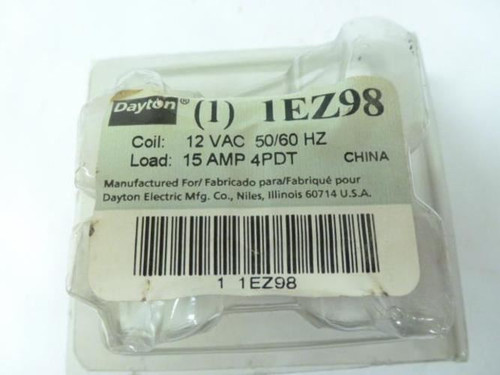 Dayton® (1) 1EZ98
Coil: 12 VAC 50/60 HZ
Load: 15 AMP 4PDT CHINA
Manufactured For/ Fabricado para/Fabriqué pour
Dayton Electric Mfg. Co., Niles, Illinois 60714 U.S.A.
1 1EZ98